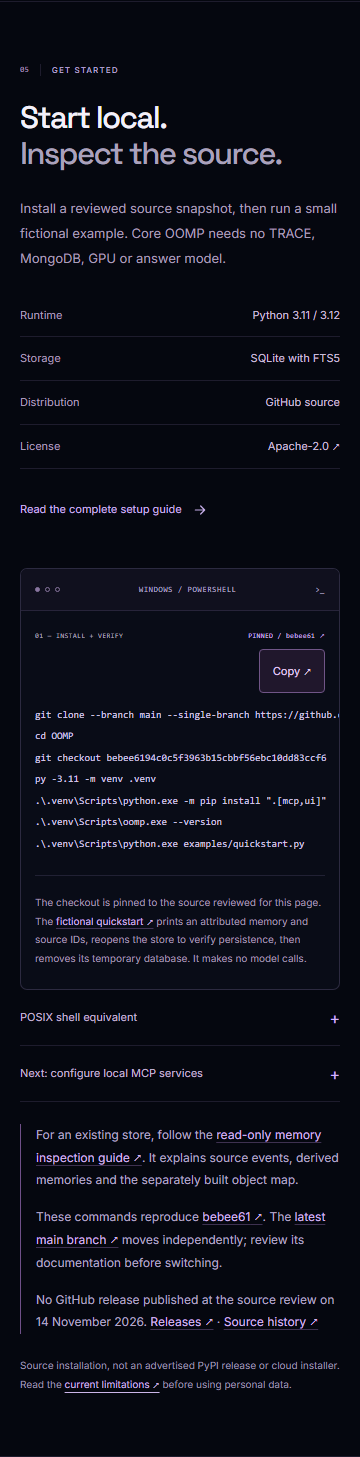 05 GET STARTED
Start local.
Inspect the source.
Install a reviewed source snapshot, then run a small
fictional example. Core OOMP needs no TRACE,
MongoDB, GPU or answer model.
Runtime Python 3.11 / 3.12
Storage SQLite with FTS5
Distribution GitHub source
License Apache-2.0 ↗
Read the complete setup guide →
WINDOWS / POWERSHELL >_
01 — INSTALL + VERIFY PINNED / bebee61 ↗
Copy ↗
git clone --branch main --single-branch https://github.c
cd OOMP
git checkout bebee6194c0c5f3963b15cbbf56ebc10dd83ccf6
py -3.11 -m venv .venv
.\.venv\Scripts\python.exe -m pip install ".[mcp,ui]"
.\.venv\Scripts\oomp.exe --version
.\.venv\Scripts\python.exe examples/quickstart.py
The checkout is pinned to the source reviewed for this page.
The fictional quickstart ↗ prints an attributed memory and
source IDs, reopens the store to verify persistence, then
removes its temporary database. It makes no model calls.
POSIX shell equivalent +
Next: configure local MCP services +
For an existing store, follow the read-only memory
inspection guide ↗. It explains source events, derived
memories and the separately built object map.
These commands reproduce bebee61 ↗. The latest
main branch ↗ moves independently; review its
documentation before switching.
No GitHub release published at the source review on
14 November 2026. Releases ↗ · Source history ↗
Source installation, not an advertised PyPI release or cloud installer.
Read the current limitations ↗ before using personal data.